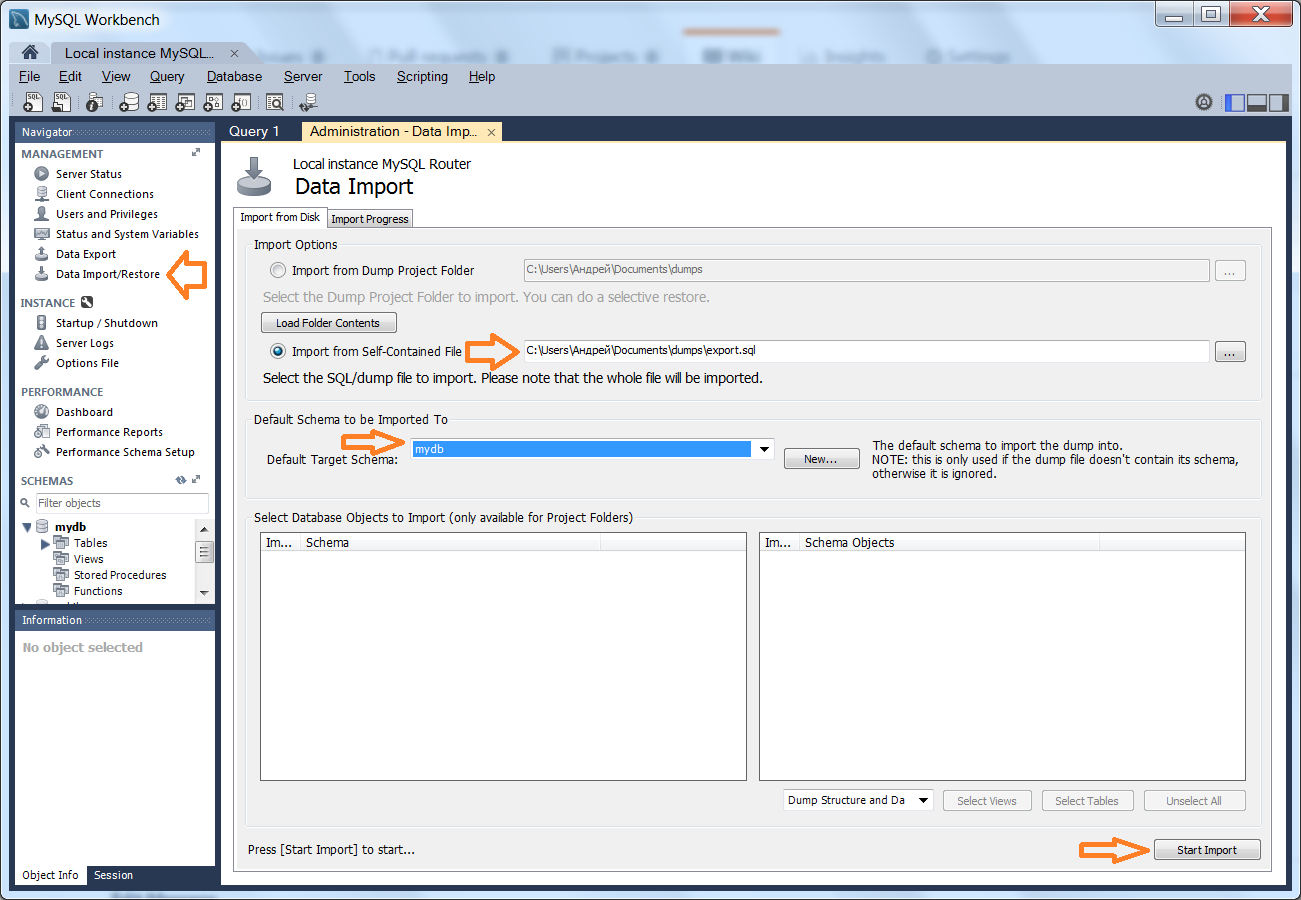 MySQL Workbench
Local instance MySQL...
File Edit View Query Database Server Tools Scripting Help
Navigator
MANAGEMENT
Server Status
Client Connections
Users and Privileges
Status and System Variables
Data Export
Data Import/Restore
INSTANCE
Startup / Shutdown
Server Logs
Options File
PERFORMANCE
Dashboard
Performance Reports
Performance Schema Setup
SCHEMAS
Filter objects
mydb
Tables
Views
Stored Procedures
Functions
Information
No object selected
Object Info Session
Query 1 Administration - Data Imp...
Local instance MySQL Router
Data Import
Import from Disk Import Progress
Import Options
Import from Dump Project Folder C:\Users\Андрей\Documents\dumps ...
Select the Dump Project Folder to import. You can do a selective restore.
Load Folder Contents
Import from Self-Contained File C:\Users\Андрей\Documents\dumps\export.sql ...
Select the SQL/dump file to import. Please note that the whole file will be imported.
Default Schema to be Imported To
Default Target Schema: mydb New...
The default schema to import the dump into.
NOTE: this is only used if the dump file doesn't contain its schema,
otherwise it is ignored.
Select Database Objects to Import (only available for Project Folders)
Im... Schema Im... Schema Objects
Dump Structure and Da Select Views Select Tables Unselect All
Press [Start Import] to start... Start Import